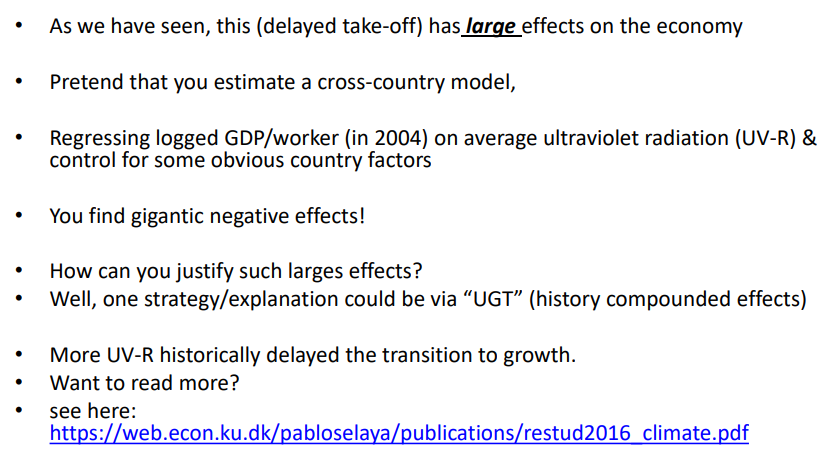 • As we have seen, this (delayed take-off) has large effects on the economy
• Pretend that you estimate a cross-country model,
• Regressing logged GDP/worker (in 2004) on average ultraviolet radiation (UV-R) &
control for some obvious country factors
• You find gigantic negative effects!
• How can you justify such larges effects?
• Well, one strategy/explanation could be via “UGT” (history compounded effects)
• More UV-R historically delayed the transition to growth.
• Want to read more?
• see here:
https://web.econ.ku.dk/pabloselaya/publications/restud2016_climate.pdf